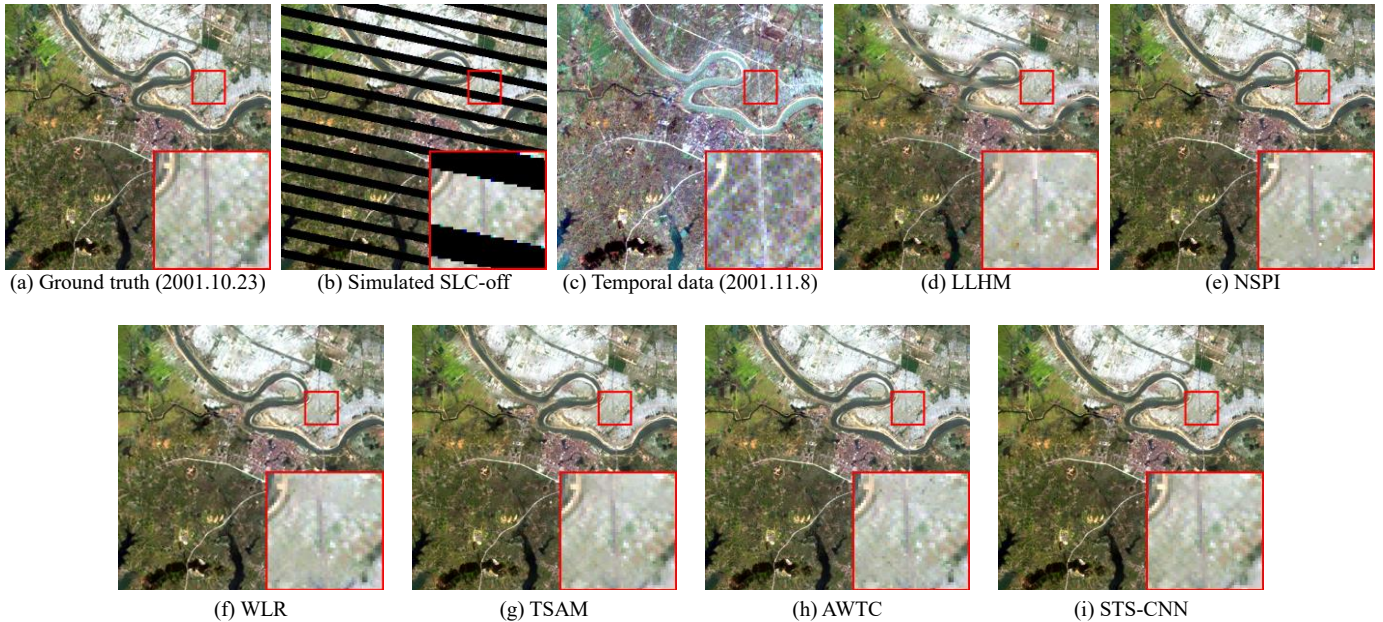 (a) Ground truth (2001.10.23)
(b) Simulated SLC-off
(c) Temporal data (2001.11.8)
(d) LLHM
(e) NSPI
(f) WLR
(g) TSAM
(h) AWTC
(i) STS-CNN